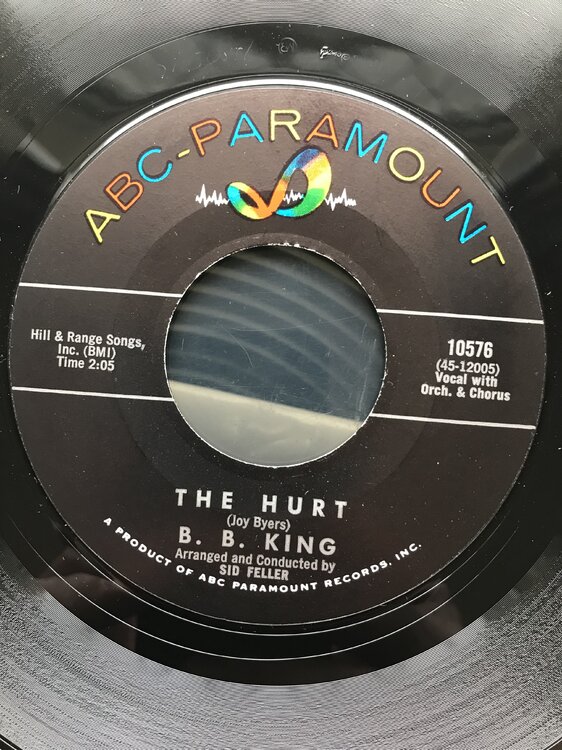 ABC-PARAMOUNT
Hill & Range Songs,
Inc. (BMI)
Time 2:05
10576
(45-12005)
Vocal with
Orch. & Chorus
THE HURT
(Joy Byers)
B. B. KING
Arranged and Conducted by
SID FELLER
A PRODUCT OF ABC PARAMOUNT RECORDS, INC.